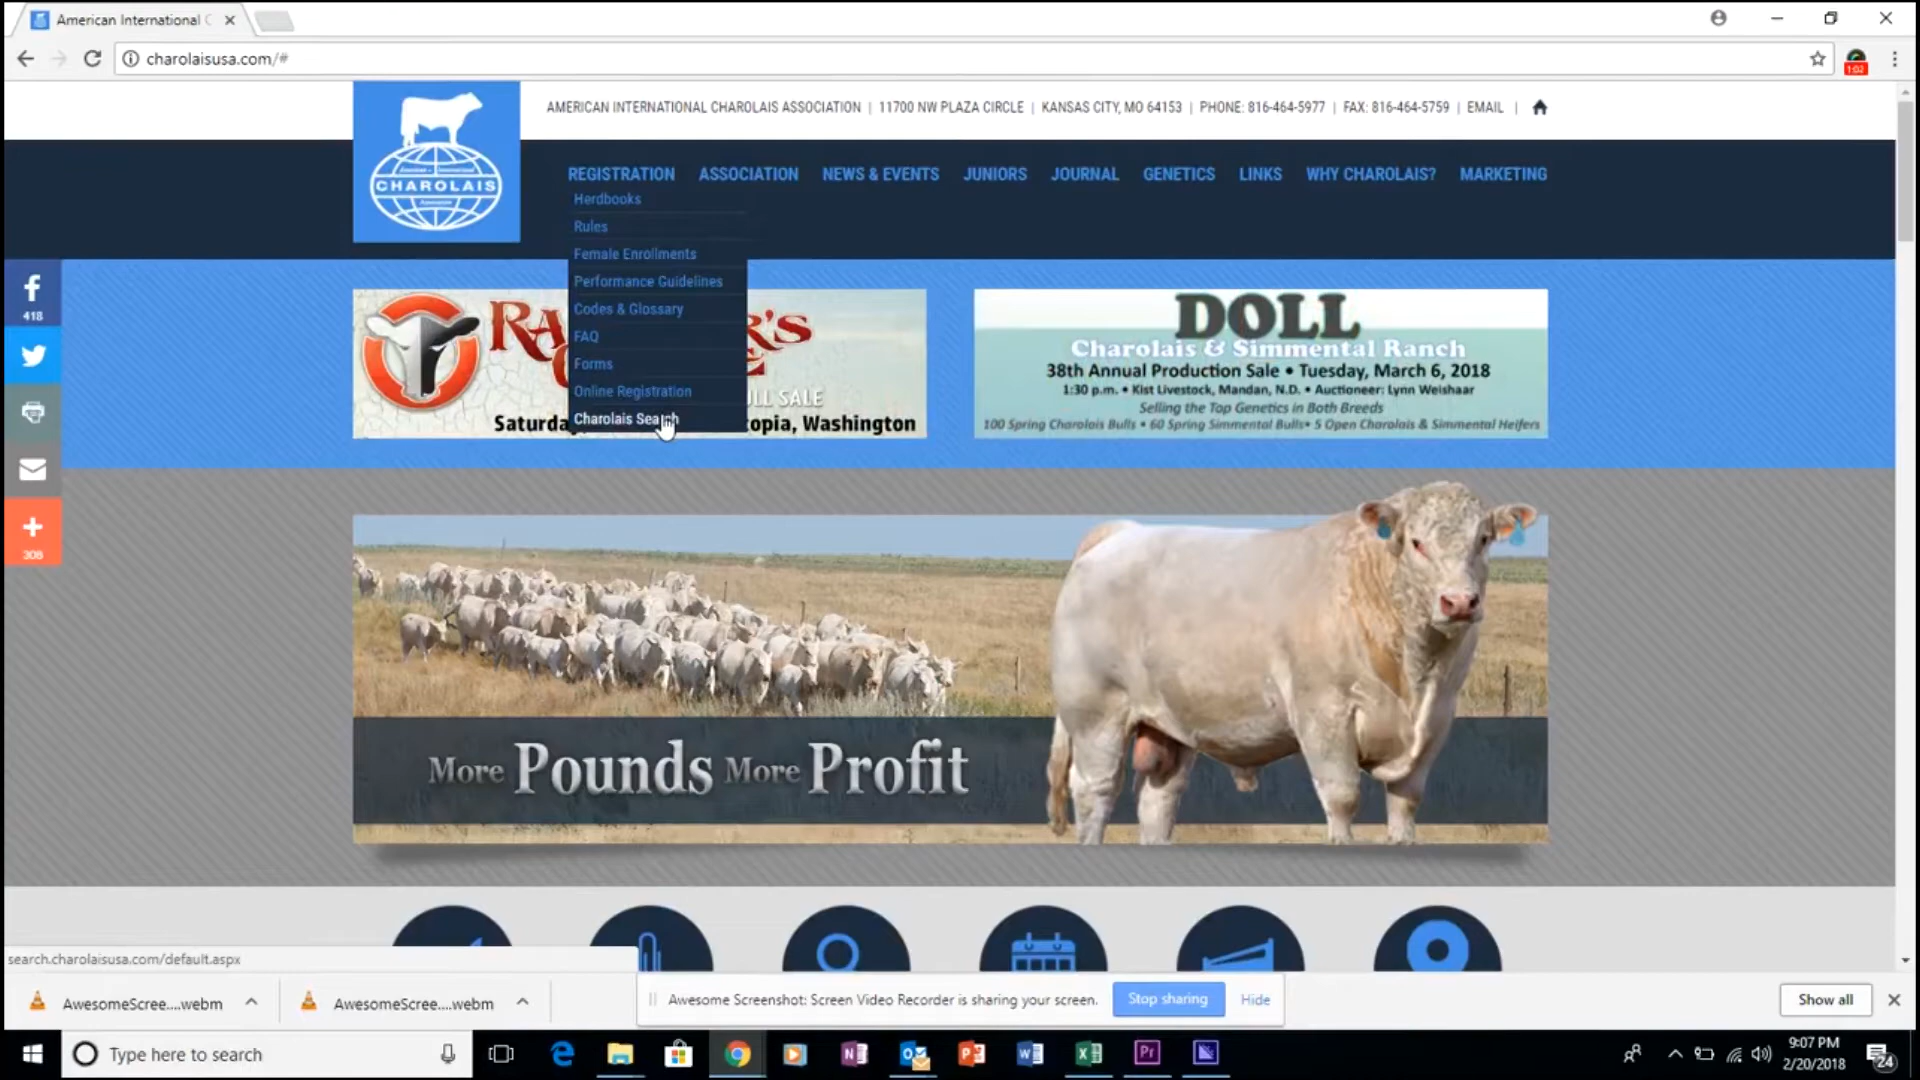 American International C
charolaisusa.com/#
1:02
AMERICAN INTERNATIONAL CHAROLAIS ASSOCIATION | 11700 NW PLAZA CIRCLE | KANSAS CITY, MO 64153 | PHONE: 816-464-5977 | FAX: 816-464-5759 | EMAIL |
CHAROLAIS
REGISTRATION ASSOCIATION NEWS & EVENTS JUNIORS JOURNAL GENETICS LINKS WHY CHAROLAIS? MARKETING
Herdbooks
Rules
Female Enrollments
Performance Guidelines
Codes & Glossary
FAQ
Forms
Online Registration
Charolais Search
418
308
ULL SALE
Saturda
topia, Washington
DOLL
Charolais & Simmental Ranch
38th Annual Production Sale • Tuesday, March 6, 2018
1:30 p.m. • Kist Livestock, Mandan, N.D. • Auctioneer: Lynn Weishaar
Selling the Top Genetics in Both Breeds
100 Spring Charolais Bulls • 60 Spring Simmental Bulls• 5 Open Charolais & Simmental Heifers
More Pounds More Profit
search.charolaisusa.com/default.aspx
AwesomeScree....webm
AwesomeScree....webm
Awesome Screenshot: Screen Video Recorder is sharing your screen.
Stop sharing
Hide
Show all
Type here to search
9:07 PM
2/20/2018
24